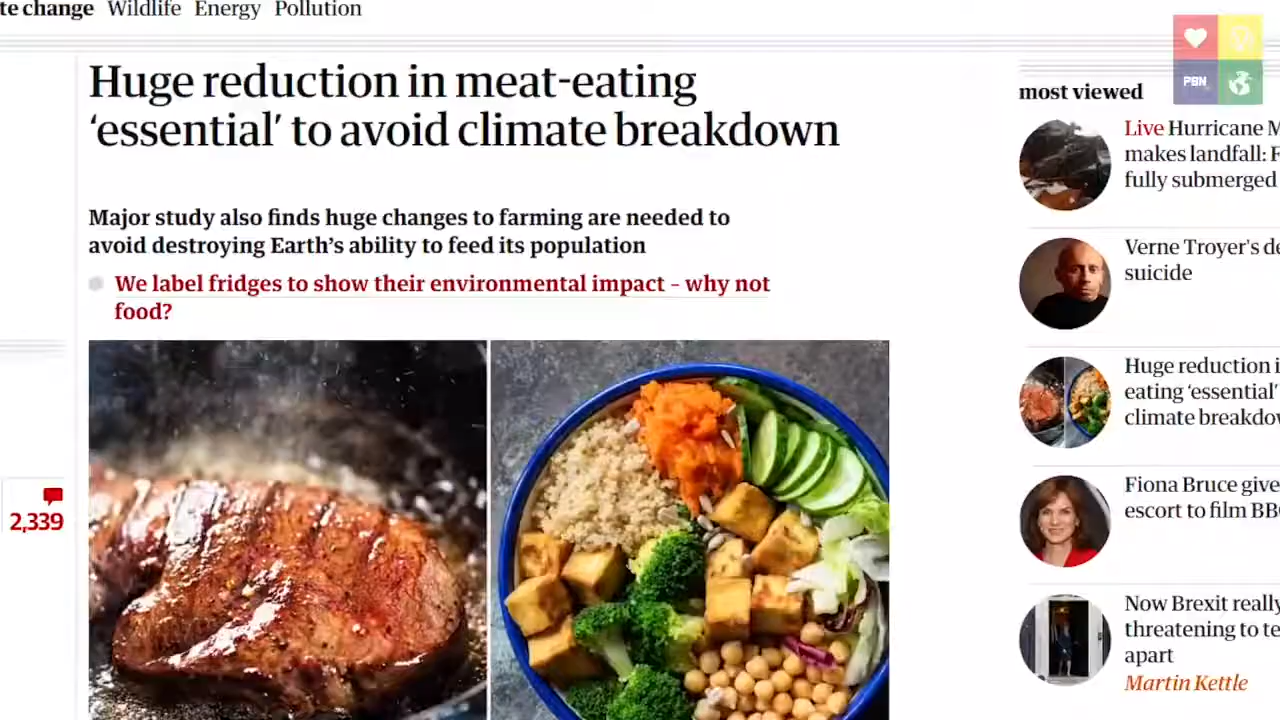 te change Wildlife Energy Pollution
Huge reduction in meat-eating
‘essential’ to avoid climate breakdown
Major study also finds huge changes to farming are needed to
avoid destroying Earth’s ability to feed its population
We label fridges to show their environmental impact – why not
food?
2,339
PBN
most viewed
Live Hurricane M
makes landfall: F
fully submerged
Verne Troyer's de
suicide
Huge reduction i
eating ‘essential’
climate breakdow
Fiona Bruce give
escort to film BB
Now Brexit really
threatening to te
apart
Martin Kettle